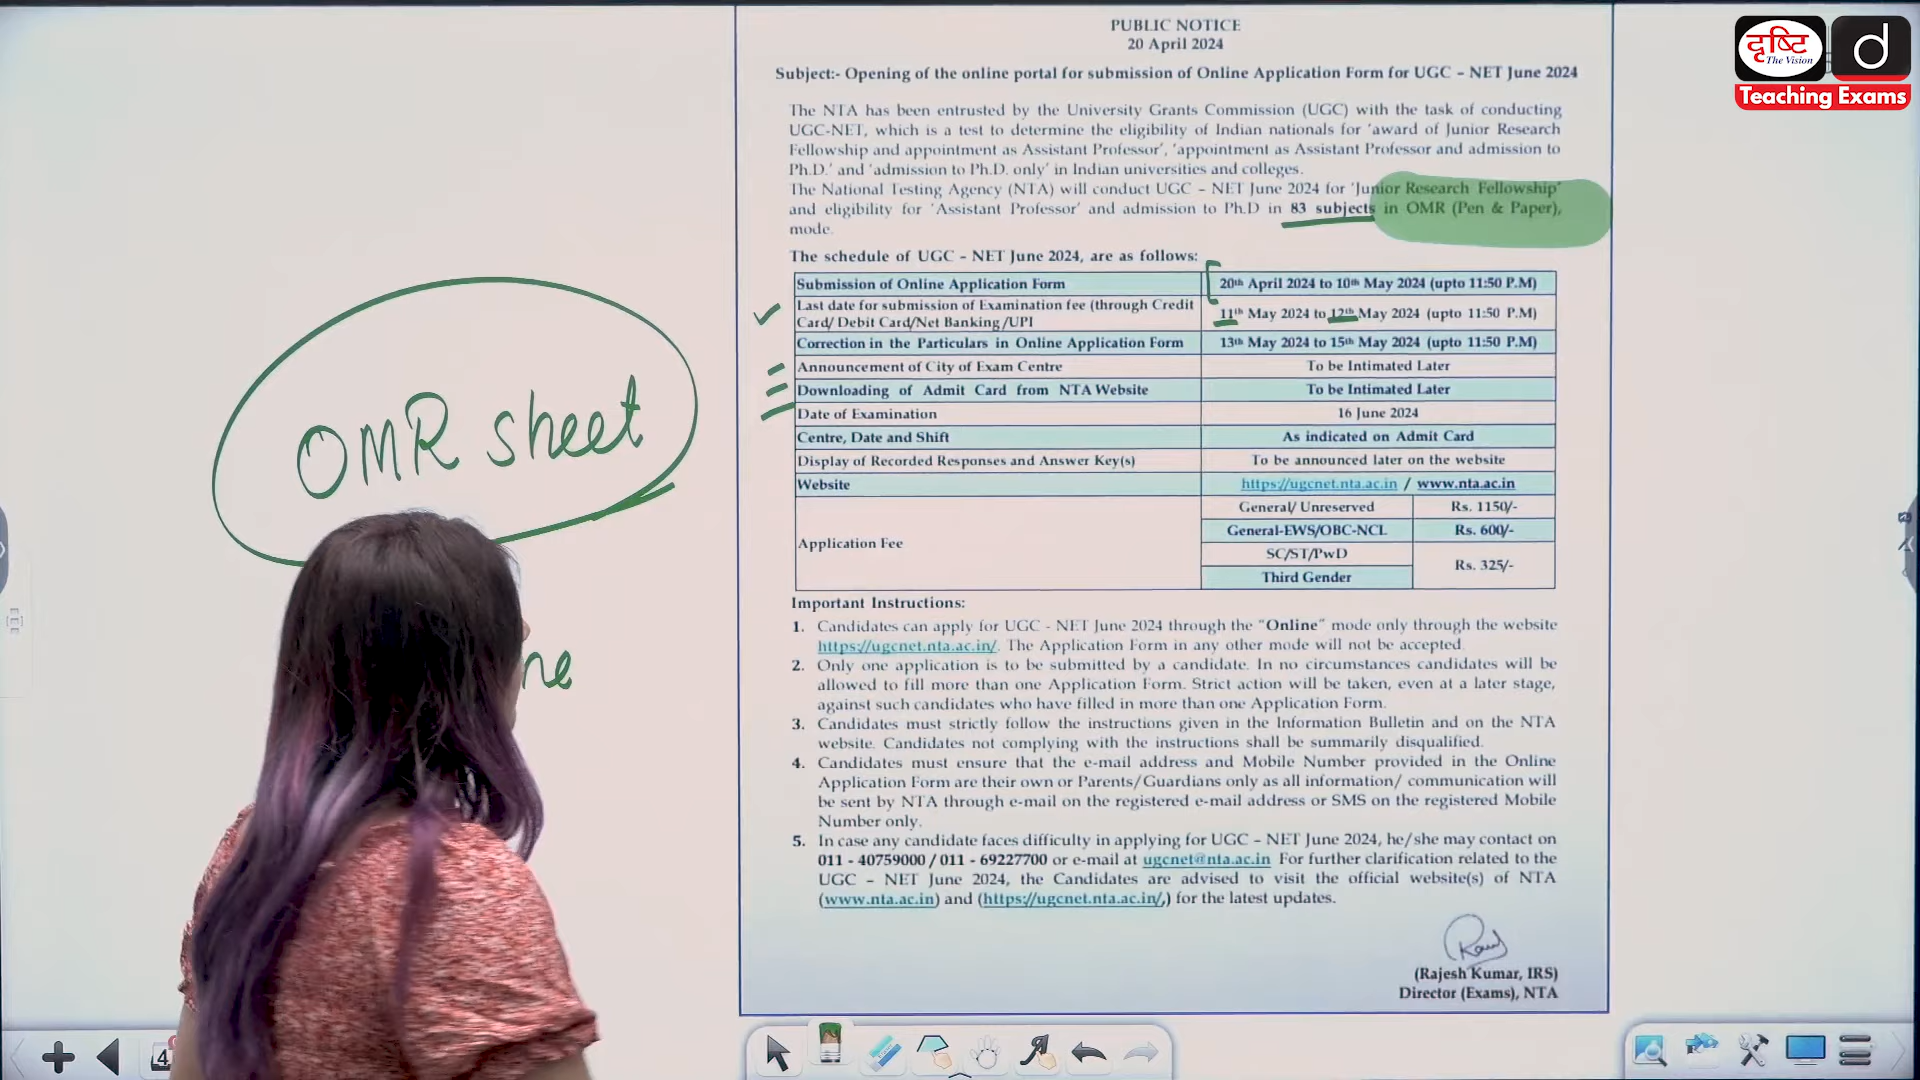 PUBLIC NOTICE
20 April 2024
Subject:- Opening of the online portal for submission of Online Application Form for UGC – NET June 2024
The NTA has been entrusted by the University Grants Commission (UGC) with the task of conducting
UGC-NET, which is a test to determine the eligibility of Indian nationals for 'award of Junior Research
Fellowship and appointment as Assistant Professor', 'appointment as Assistant Professor and admission to
Ph.D.' and 'admission to Ph.D. only' in Indian universities and colleges.
The National Testing Agency (NTA) will conduct UGC – NET June 2024 for 'Junior Research Fellowship'
and eligibility for 'Assistant Professor' and admission to Ph.D in 83 subjects in OMR (Pen & Paper),
mode.
The schedule of UGC – NET June 2024, are as follows:
Submission of Online Application Form 20th April 2024 to 10th May 2024 (upto 11:50 P.M)
Last date for submission of Examination fee (through Credit
Card/ Debit Card/Net Banking /UPI 11th May 2024 to 12th May 2024 (upto 11:50 P.M)
Correction in the Particulars in Online Application Form 13th May 2024 to 15th May 2024 (upto 11:50 P.M)
Announcement of City of Exam Centre To be Intimated Later
Downloading of Admit Card from NTA Website To be Intimated Later
Date of Examination 16 June 2024
Centre, Date and Shift As indicated on Admit Card
Display of Recorded Responses and Answer Key(s) To be announced later on the website
Website https://ugcnet.nta.ac.in / www.nta.ac.in
Application Fee
General/ Unreserved Rs. 1150/-
General-EWS/OBC-NCL Rs. 600/-
SC/ST/PwD
Third Gender Rs. 325/-
Important Instructions:
1. Candidates can apply for UGC - NET June 2024 through the "Online" mode only through the website
https://ugcnet.nta.ac.in/. The Application Form in any other mode will not be accepted.
2. Only one application is to be submitted by a candidate. In no circumstances candidates will be
allowed to fill more than one Application Form. Strict action will be taken, even at a later stage,
against such candidates who have filled in more than one Application Form.
3. Candidates must strictly follow the instructions given in the Information Bulletin and on the NTA
website. Candidates not complying with the instructions shall be summarily disqualified.
4. Candidates must ensure that the e-mail address and Mobile Number provided in the Online
Application Form are their own or Parents/Guardians only as all information/ communication will
be sent by NTA through e-mail on the registered e-mail address or SMS on the registered Mobile
Number only.
5. In case any candidate faces difficulty in applying for UGC – NET June 2024, he/she may contact on
011 - 40759000 / 011 - 69227700 or e-mail at ugcnet@nta.ac.in For further clarification related to the
UGC – NET June 2024, the Candidates are advised to visit the official website(s) of NTA
(www.nta.ac.in) and (https://ugcnet.nta.ac.in/,) for the latest updates.
(Rajesh Kumar, IRS)
Director (Exams), NTA
OMR sheet
ne
दृष्टि
The Vision
d
Teaching Exams
4